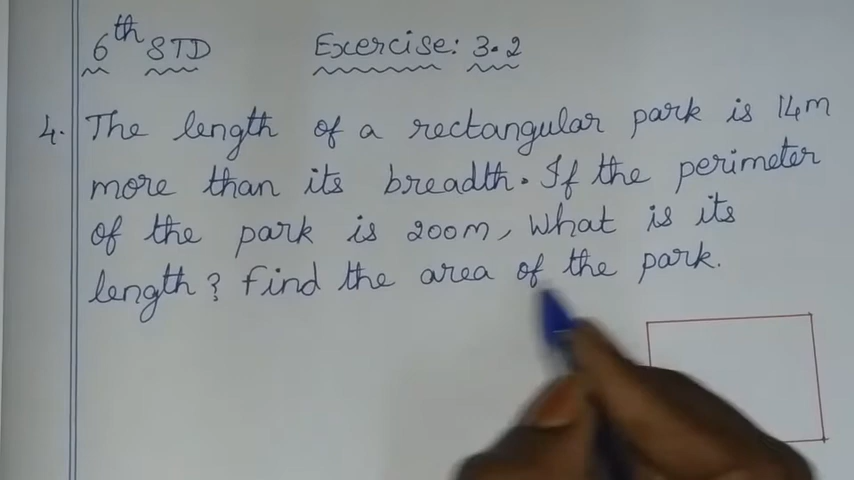 6th STD Exercise: 3.2
4. The length of a rectangular park is 14m
more than its breadth. If the perimeter
of the park is 200m, What is its
length? Find the area of the park.